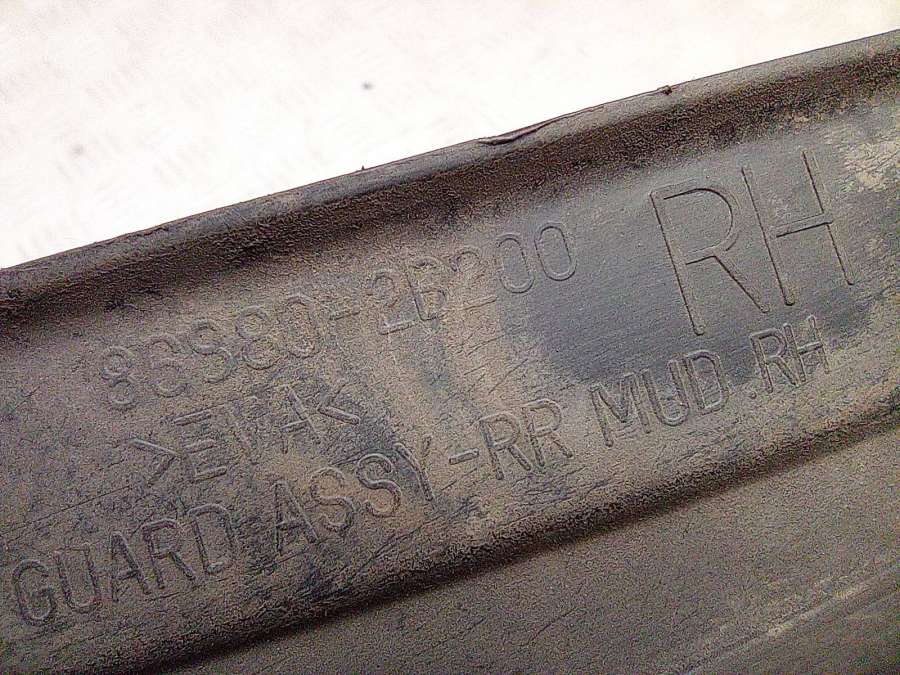 RH
86880-2B200
>EVA<
GUARD ASSY-RR MUD.RH